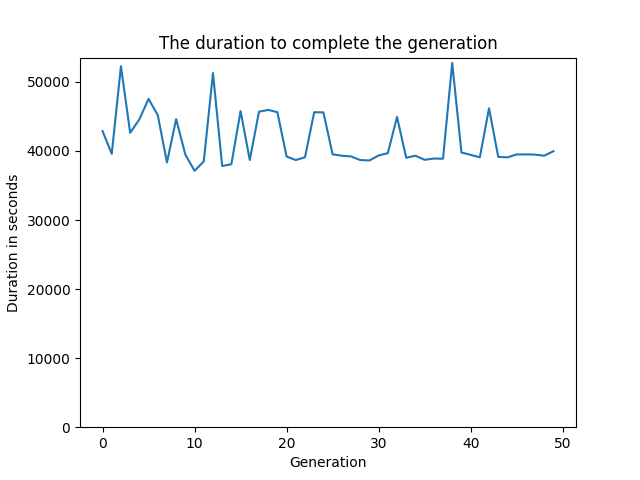 The duration to complete the generation
50000
40000
30000
20000
10000
0
Duration in seconds
0 10 20 30 40 50
Generation